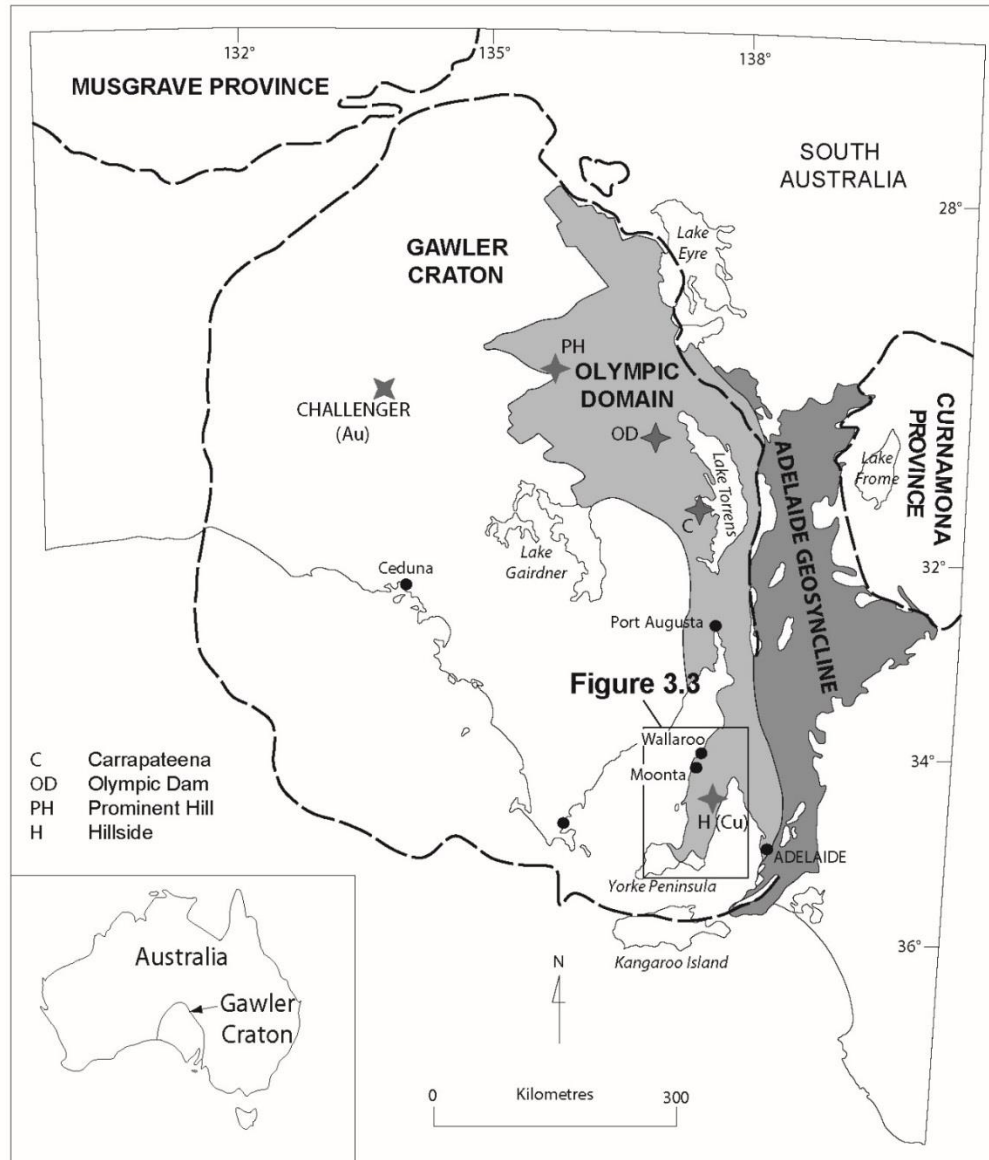 132°
135°
138°
MUSGRAVE PROVINCE
SOUTH
AUSTRALIA
28°
Lake
Eyre
GAWLER
CRATON
PH
OLYMPIC
DOMAIN
CHALLENGER
(Au)
OD
Lake Torrens
C
CURNAMONA
PROVINCE
Lake
Frome
ADELAIDE GEOSYNCLINE
Lake
Gairdner
32°
Ceduna
Port Augusta
Figure 3.3
Wallaroo
Moonta
34°
H (Cu)
ADELAIDE
Yorke Peninsula
C Carrapateena
OD Olympic Dam
PH Prominent Hill
H Hillside
36°
Kangaroo Island
N
Australia
Gawler
Craton
0 Kilometres 300